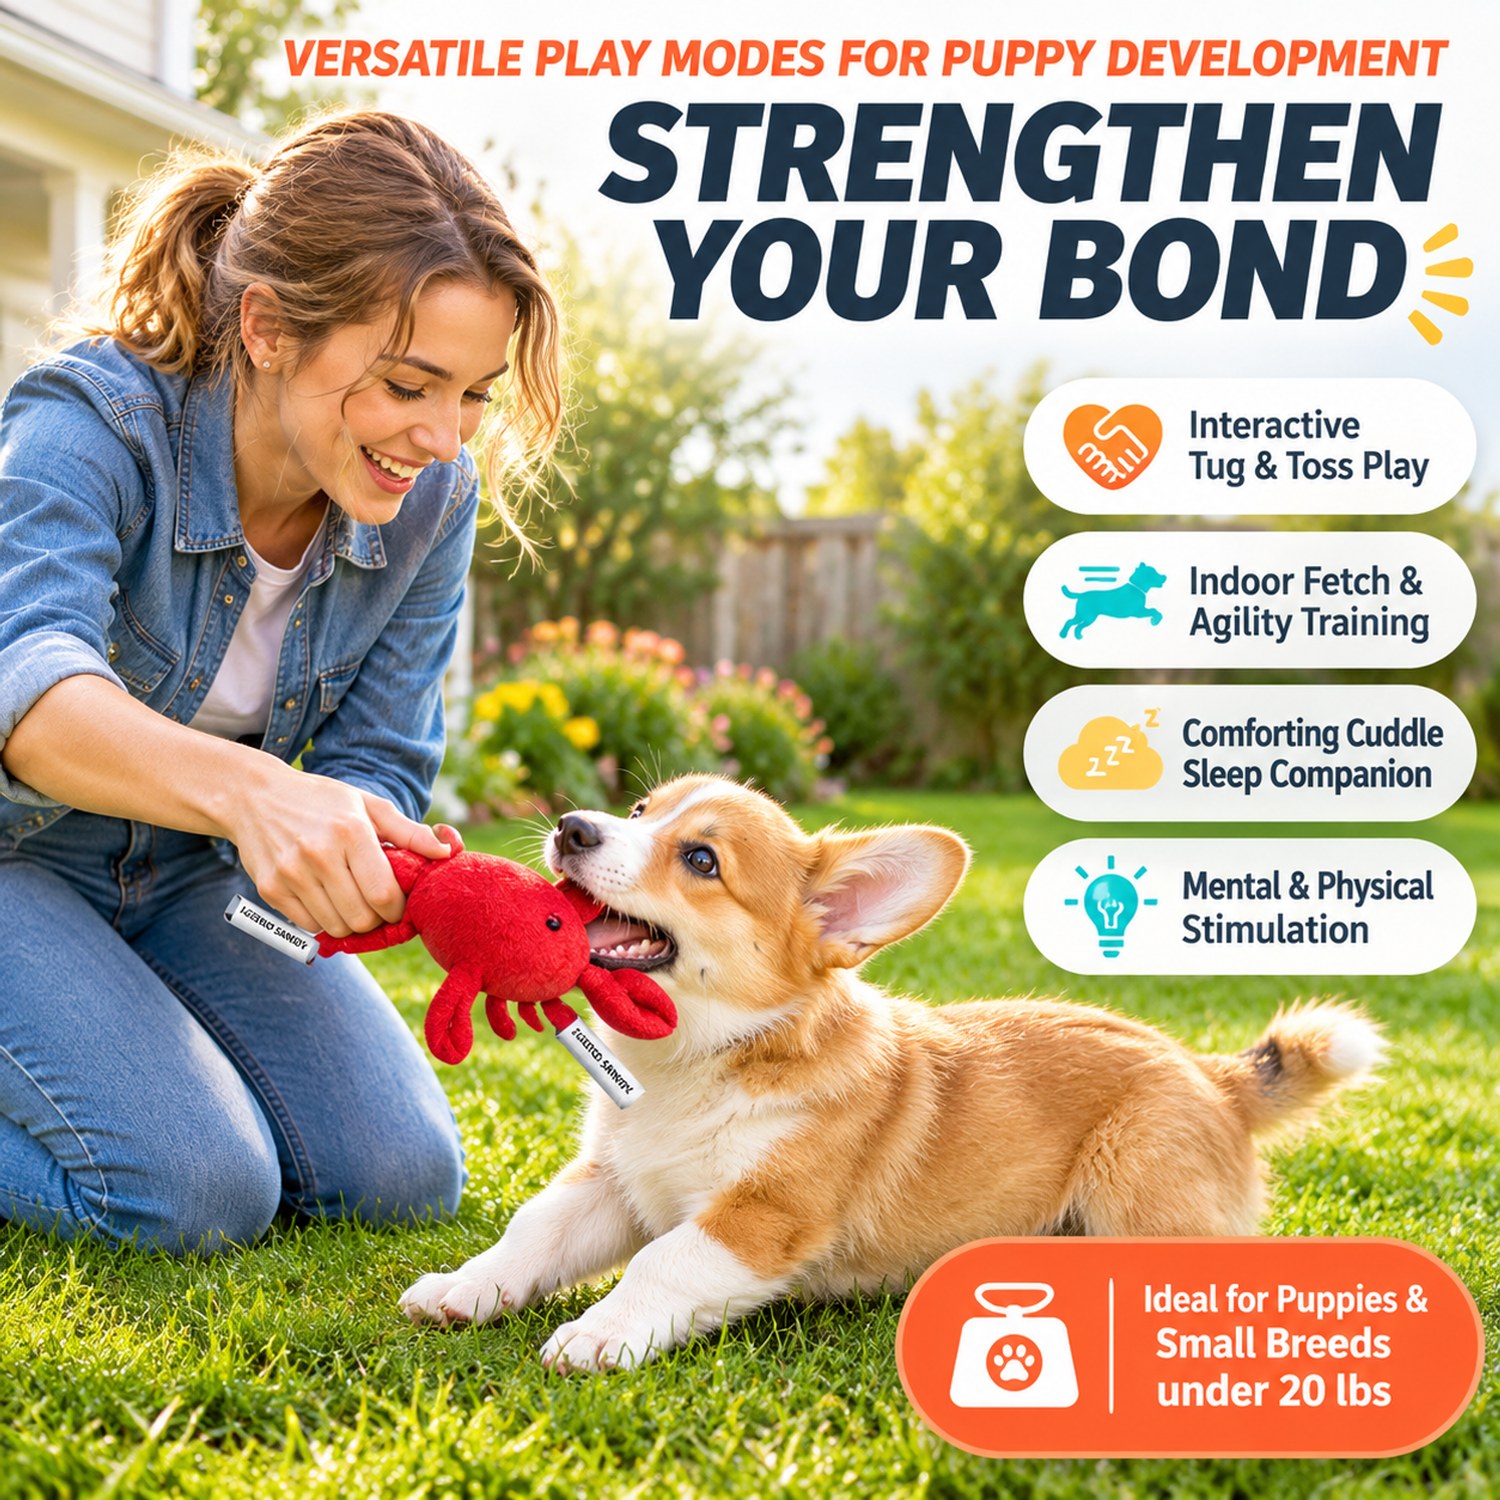 VERSATILE PLAY MODES FOR PUPPY DEVELOPMENT
STRENGTHEN
YOUR BOND
Interactive
Tug & Toss Play
Indoor Fetch &
Agility Training
Comforting Cuddle
Sleep Companion
Z
Z Z Z
Mental & Physical
Stimulation
Ideal for Puppies &
Small Breeds
under 20 lbs